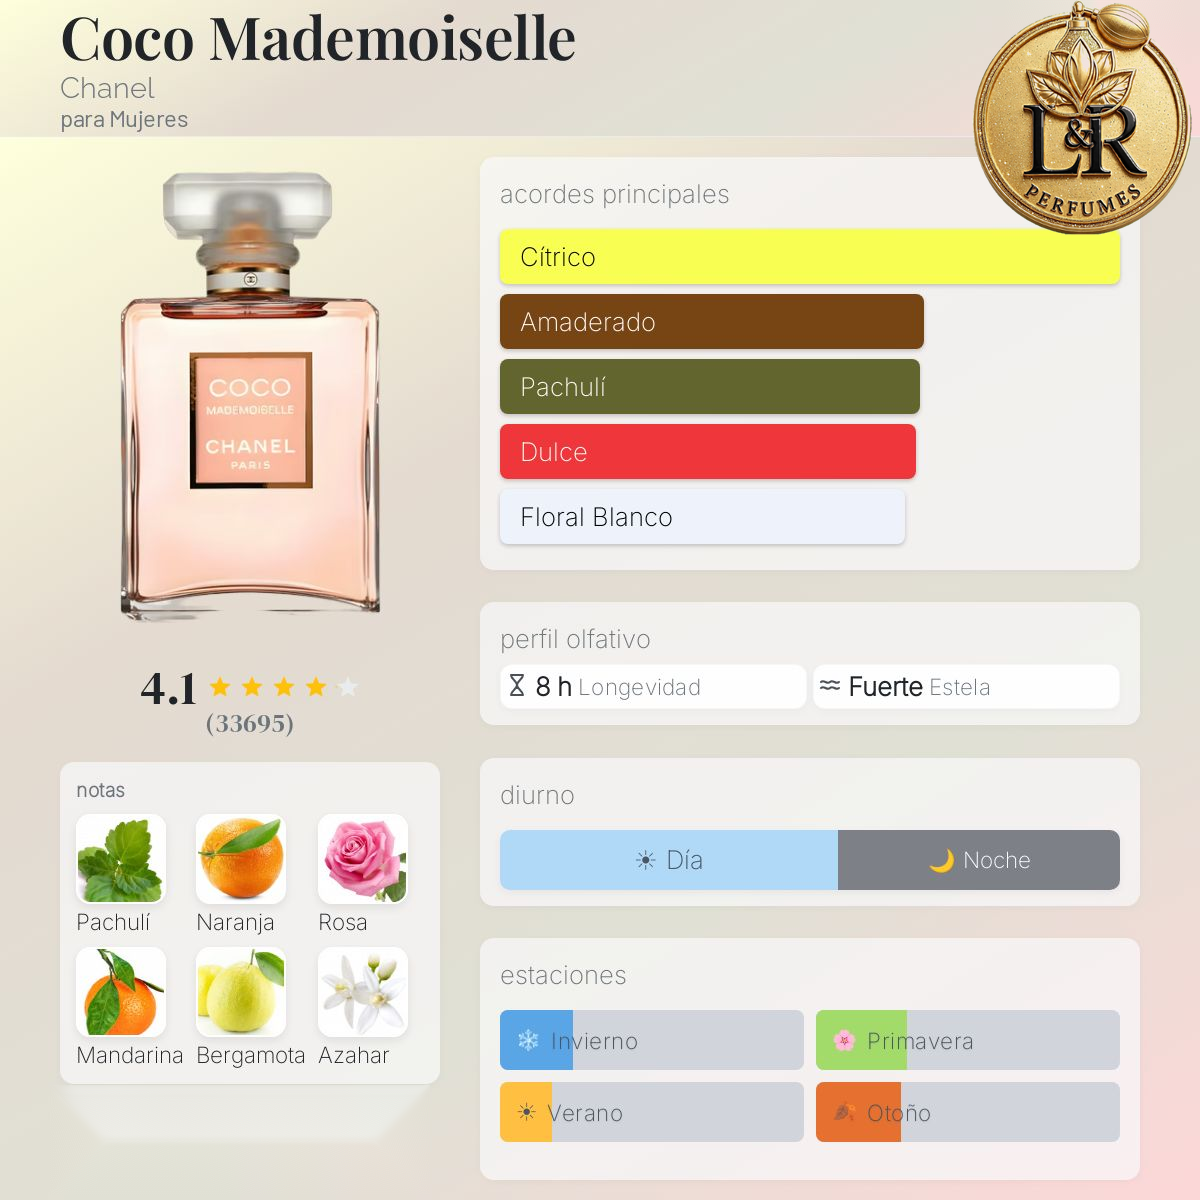 Coco Mademoiselle
Chanel
para Mujeres
L&R
PERFUMES
COCO
MADEMOISELLE
CHANEL
PARIS
4.1
(33695)
notas
Pachulí
Naranja
Rosa
Mandarina
Bergamota
Azahar
acordes principales
Cítrico
Amaderado
Pachulí
Dulce
Floral Blanco
perfil olfativo
8 h Longevidad
Fuerte Estela
diurno
Día
Noche
estaciones
Invierno
Primavera
Verano
Otoño